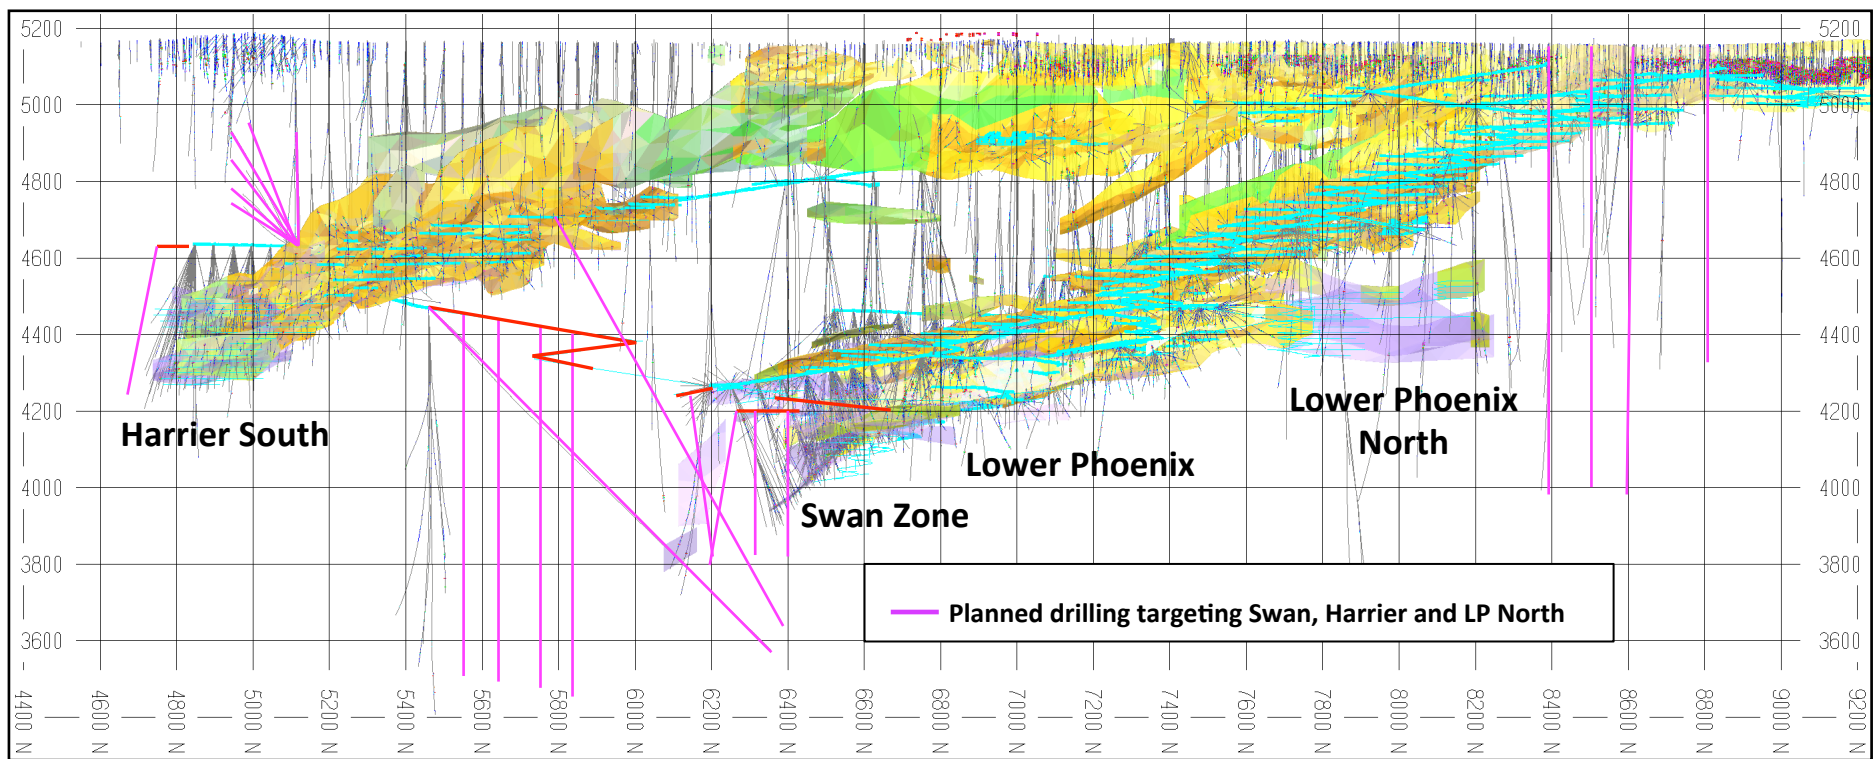 5200
5200
5000
5000
4800
4800
4600
4600
4400
4400
4200
4200
4000
4000
3800
3800
3600
3600
Harrier South
Swan Zone
Lower Phoenix
Lower Phoenix
North
Planned drilling targeting Swan, Harrier and LP North
4400 N
4600 N
4800 N
5000 N
5200 N
5400 N
5600 N
5800 N
6000 N
6200 N
6400 N
6600 N
6800 N
7000 N
7200 N
7400 N
7600 N
7800 N
8000 N
8200 N
8400 N
8600 N
8800 N
9000 N
9200 N